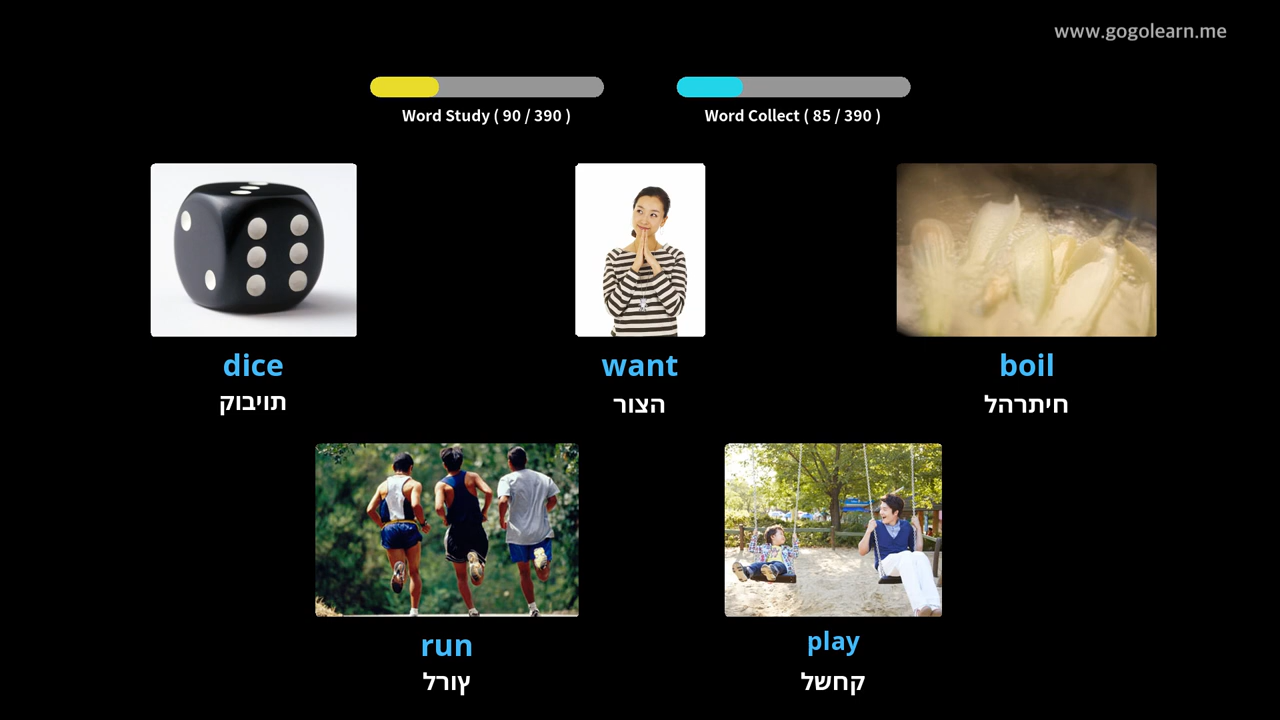 www.gogolearn.me
Word Study ( 90 / 390 )
Word Collect ( 85 / 390 )
dice
תויבוק
want
הצור
boil
חיתרהל
run
ץורל
play
קחשל